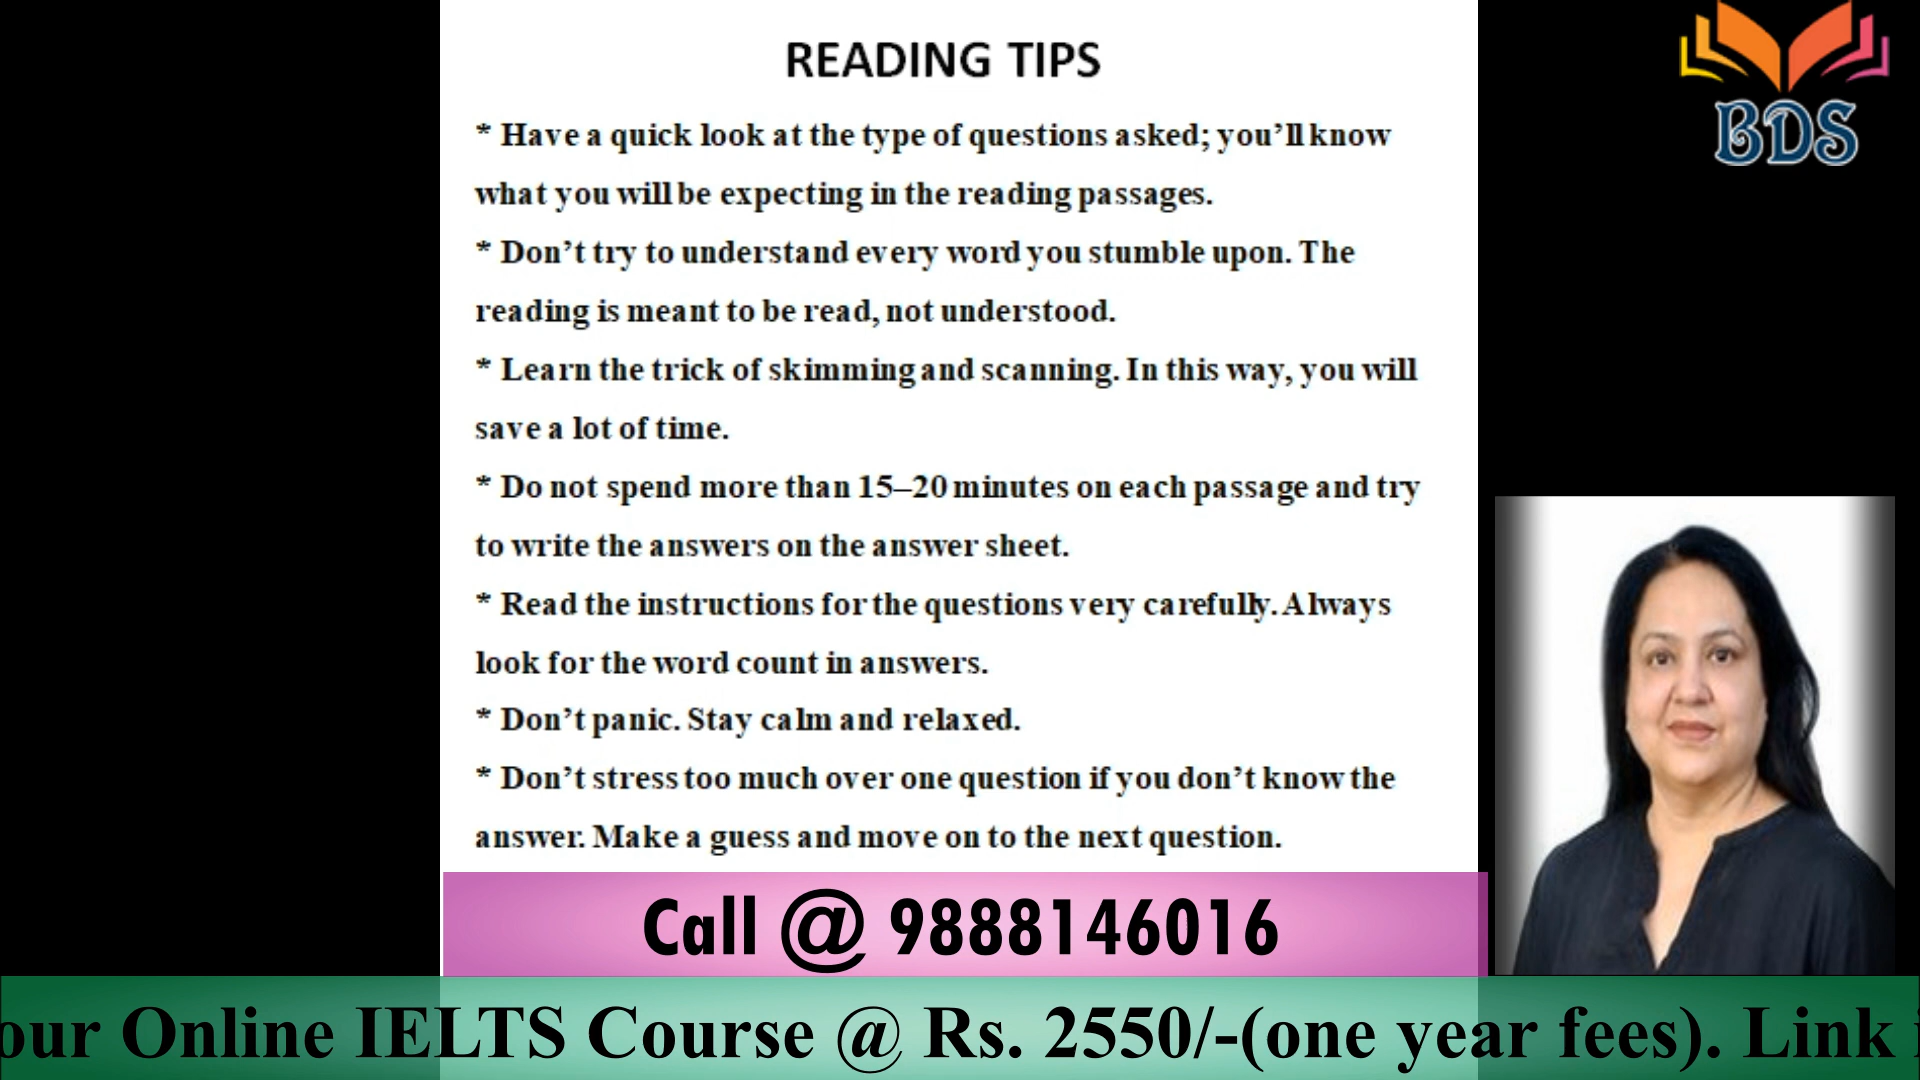 READING TIPS
BDS
* Have a quick look at the type of questions asked; you’ll know
what you will be expecting in the reading passages.
* Don’t try to understand every word you stumble upon. The
reading is meant to be read, not understood.
* Learn the trick of skimming and scanning. In this way, you will
save a lot of time.
* Do not spend more than 15–20 minutes on each passage and try
to write the answers on the answer sheet.
* Read the instructions for the questions very carefully. Always
look for the word count in answers.
* Don’t panic. Stay calm and relaxed.
* Don’t stress too much over one question if you don’t know the
answer. Make a guess and move on to the next question.
Call @ 9888146016
our Online IELTS Course @ Rs. 2550/-(one year fees). Link